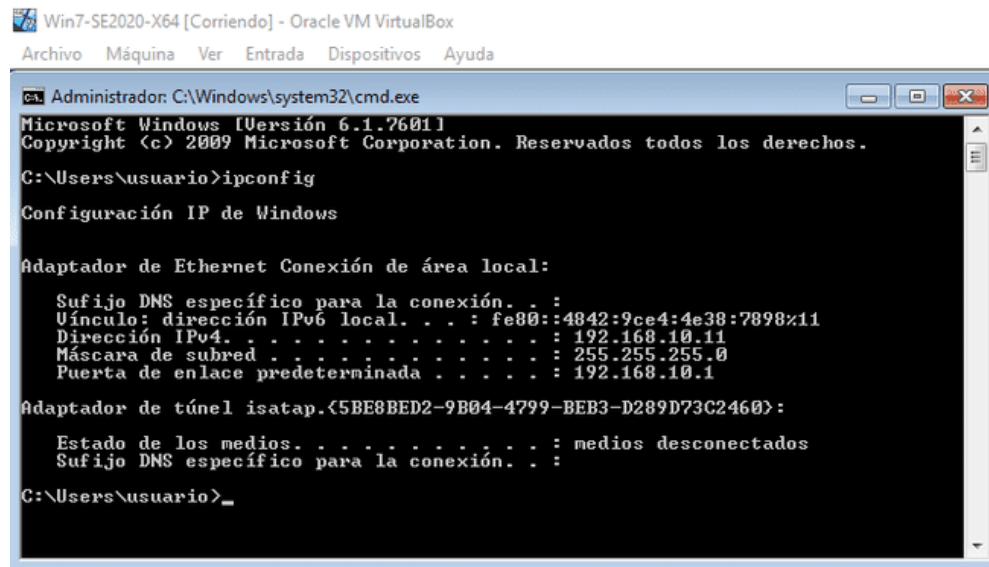 Win7-SE2020-X64 [Corriendo] - Oracle VM VirtualBox
Archivo Máquina Ver Entrada Dispositivos Ayuda
Administrador: C:\Windows\system32\cmd.exe
Microsoft Windows [Versión 6.1.7601]
Copyright (c) 2009 Microsoft Corporation. Reservados todos los derechos.
C:\Users\usuario>ipconfig
Configuración IP de Windows
Adaptador de Ethernet Conexión de área local:
Sufijo DNS específico para la conexión. . :
Vínculo: dirección IPv6 local. . . : fe80::4842:9ce4:4e38:7898%11
Dirección IPv4. . . . . . . . . . . . . . : 192.168.10.11
Máscara de subred . . . . . . . . . . . . : 255.255.255.0
Puerta de enlace predeterminada . . . . . : 192.168.10.1
Adaptador de túnel isatap.{5BE8BED2-9B04-4799-BEB3-D289D73C2460}:
Estado de los medios. . . . . . . . . . . : medios desconectados
Sufijo DNS específico para la conexión. . :
C:\Users\usuario>_